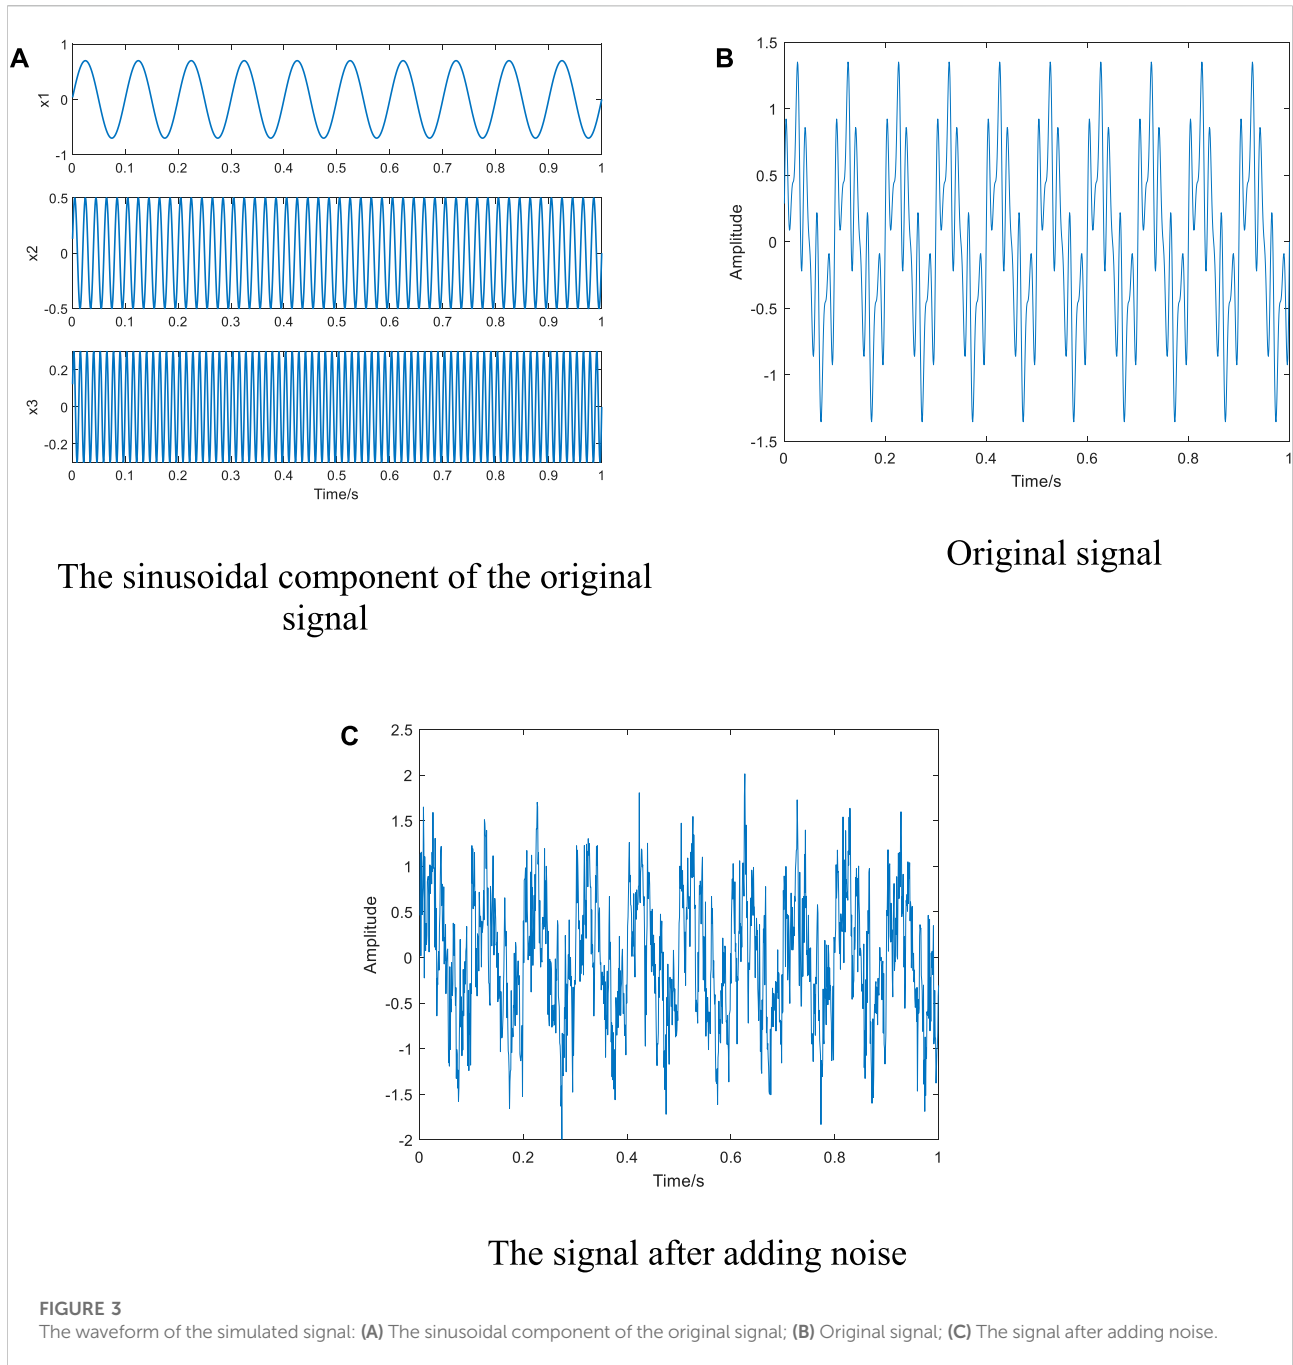 A
1
0
-1
x1
0 0.1 0.2 0.3 0.4 0.5 0.6 0.7 0.8 0.9 1
0.5
0
-0.5
x2
0 0.1 0.2 0.3 0.4 0.5 0.6 0.7 0.8 0.9 1
0.2
0
-0.2
x3
0 0.1 0.2 0.3 0.4 0.5 0.6 0.7 0.8 0.9 1
Time/s
The sinusoidal component of the original
signal
B
1.5
1
0.5
0
-0.5
-1
-1.5
Amplitude
0 0.2 0.4 0.6 0.8 1
Time/s
Original signal
C
2.5
2
1.5
1
0.5
0
-0.5
-1
-1.5
-2
Amplitude
0 0.2 0.4 0.6 0.8 1
Time/s
The signal after adding noise
FIGURE 3
The waveform of the simulated signal: (A) The sinusoidal component of the original signal; (B) Original signal; (C) The signal after adding noise.